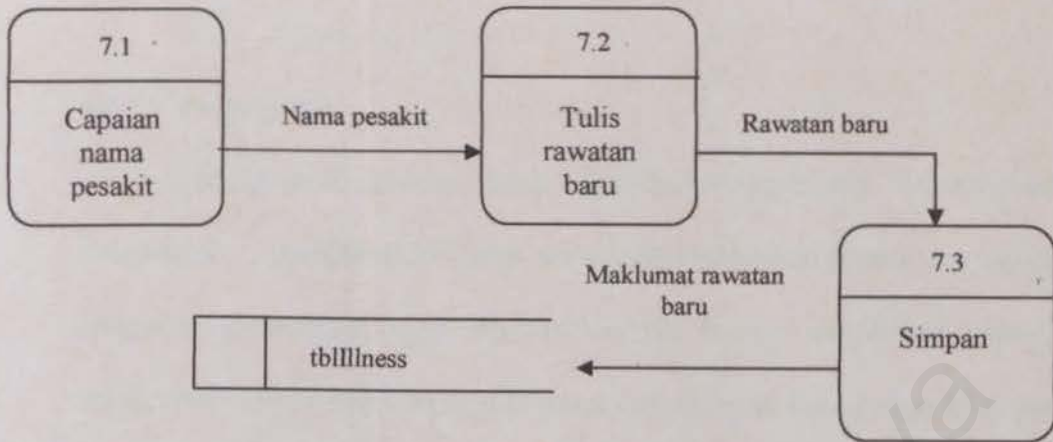 7.1
Capaian
nama
pesakit
Nama pesakit
7.2
Tulis
rawatan
baru
Rawatan baru
7.3
Simpan
Maklumat rawatan
baru
tblIllness